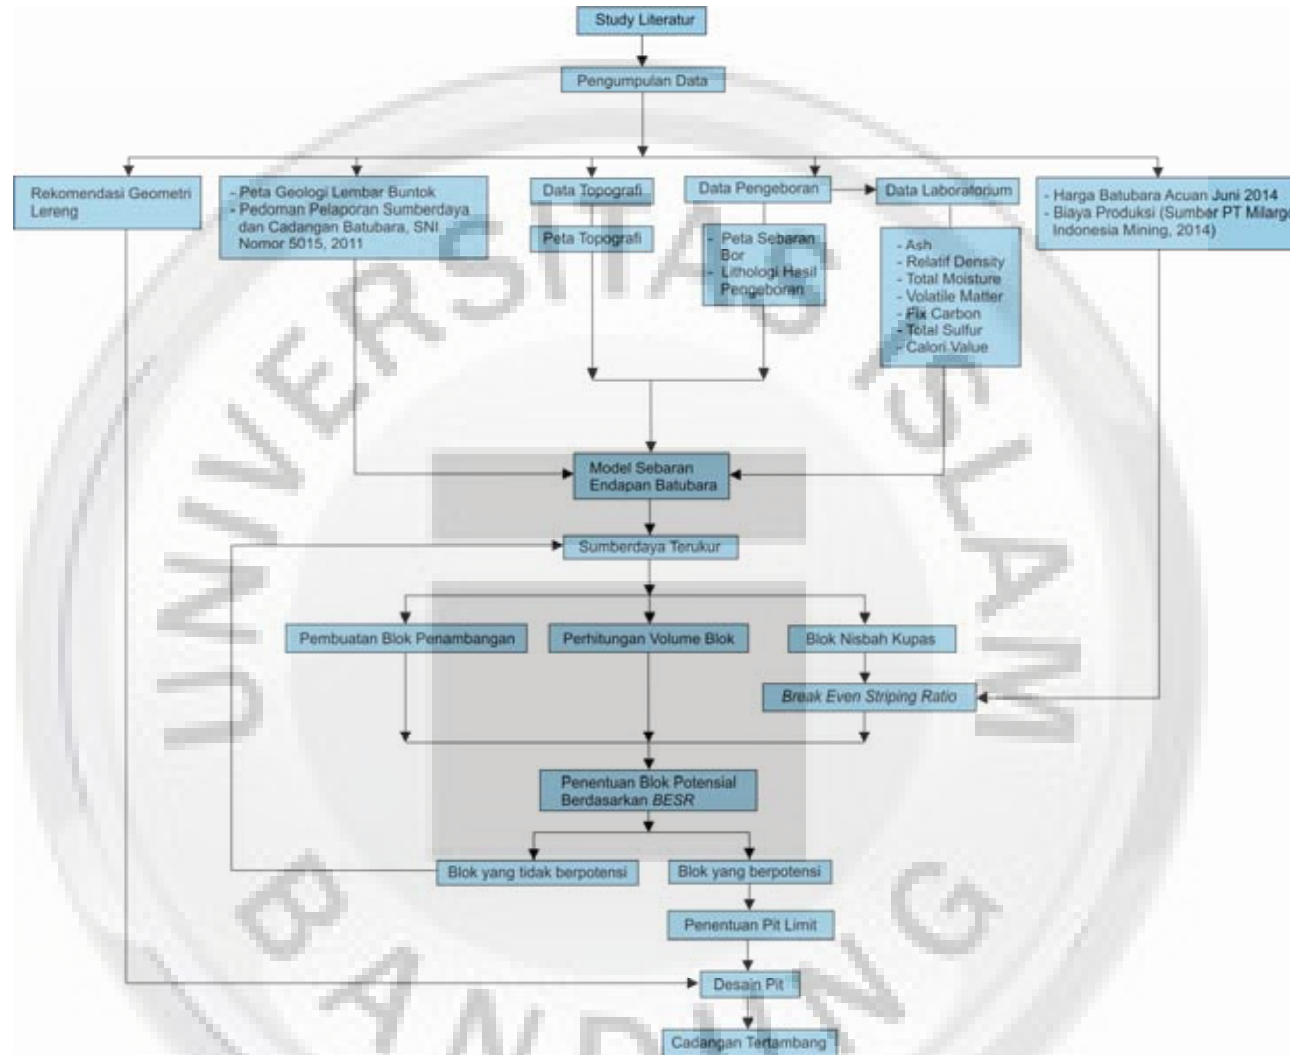 Study Literatur
Pengumpulan Data
Rekomendasi Geometri
Lereng
- Peta Geologi Lembar Buntok
- Pedoman Pelaporan Sumberdaya
dan Cadangan Batubara, SNI
Nomor 5015, 2011
Data Topografi
Peta Topografi
Data Pengeboran
- Peta Sebaran
Bor
- Lithologi Hasil
Pengeboran
Data Laboratorium
- Ash
- Relatif Density
- Total Moisture
- Volatile Matter
- Fix Carbon
- Total Sulfur
- Calori Value
- Harga Batubara Acuan Juni 2014
- Biaya Produksi (Sumber PT Milargo
Indonesia Mining, 2014)
Model Sebaran
Endapan Batubara
Sumberdaya Terukur
Pembuatan Blok Penambangan
Perhitungan Volume Blok
Blok Nisbah Kupas
Break Even Striping Ratio
Penentuan Blok Potensial
Berdasarkan BESR
Blok yang tidak berpotensi
Blok yang berpotensi
Penentuan Pit Limit
Desain Pit
Cadangan Tertambang
UNIVERSITAS ISLAM
BANDUNG